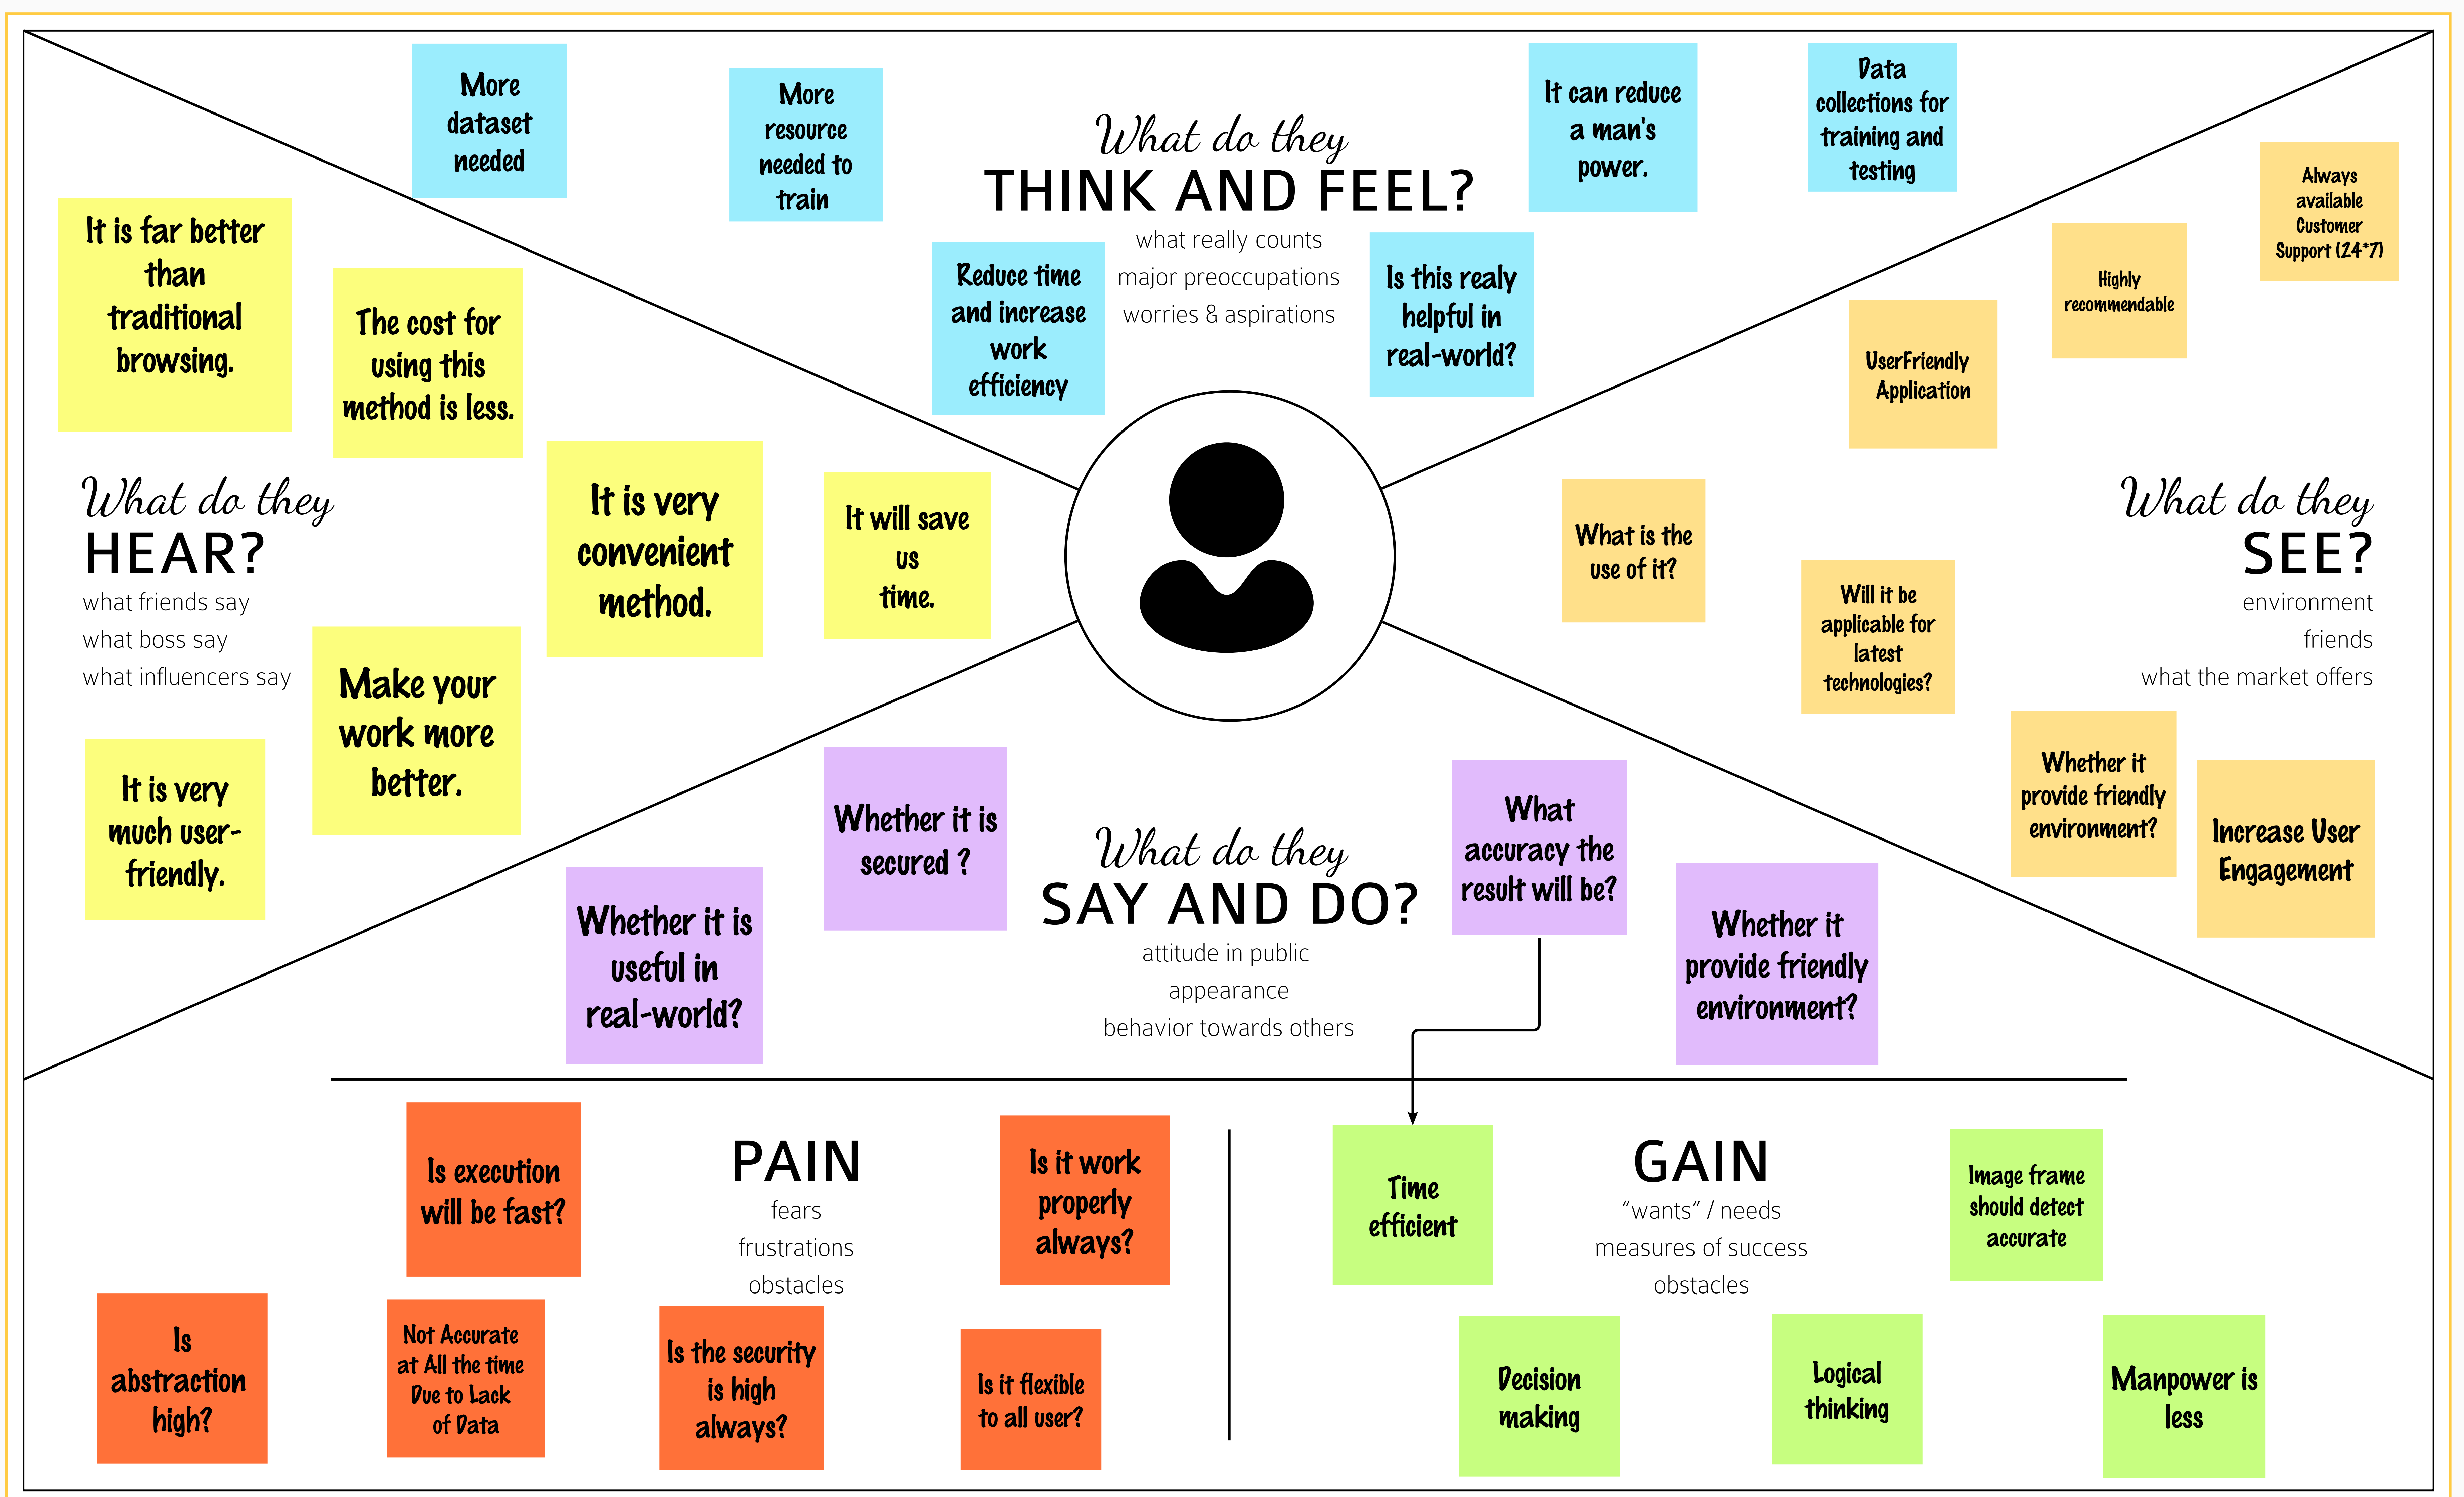 More
dataset
needed
More
resource
needed to
train
What do they
THINK AND FEEL?
what really counts
major preoccupations
worries & aspirations
It can reduce
a man's
power.
Data
collections for
training and
testing
Reduce time
and increase
work
efficiency
Is this realy
helpful in
real-world?
It is far better
than
traditional
browsing.
The cost for
using this
method is less.
It is very
convenient
method.
It will save
us
time.
What do they
HEAR?
what friends say
what boss say
what influencers say
Make your
work more
better.
It is very
much user-
friendly.
Always
available
Customer
Support (24*7)
Highly
recommendable
UserFriendly
Application
What is the
use of it?
What do they
SEE?
environment
friends
what the market offers
Will it be
applicable for
latest
technologies?
Whether it
provide friendly
environment?
Increase User
Engagement
Whether it is
secured ?
Whether it is
useful in
real-world?
What do they
SAY AND DO?
attitude in public
appearance
behavior towards others
What
accuracy the
result will be?
Whether it
provide friendly
environment?
Is execution
will be fast?
PAIN
fears
frustrations
obstacles
Is it work
properly
always?
Is
abstraction
high?
Not Accurate
at All the time
Due to Lack
of Data
Is the security
is high
always?
Is it flexible
to all user?
Time
efficient
GAIN
“wants” / needs
measures of success
obstacles
Image frame
should detect
accurate
Decision
making
Logical
thinking
Manpower is
less